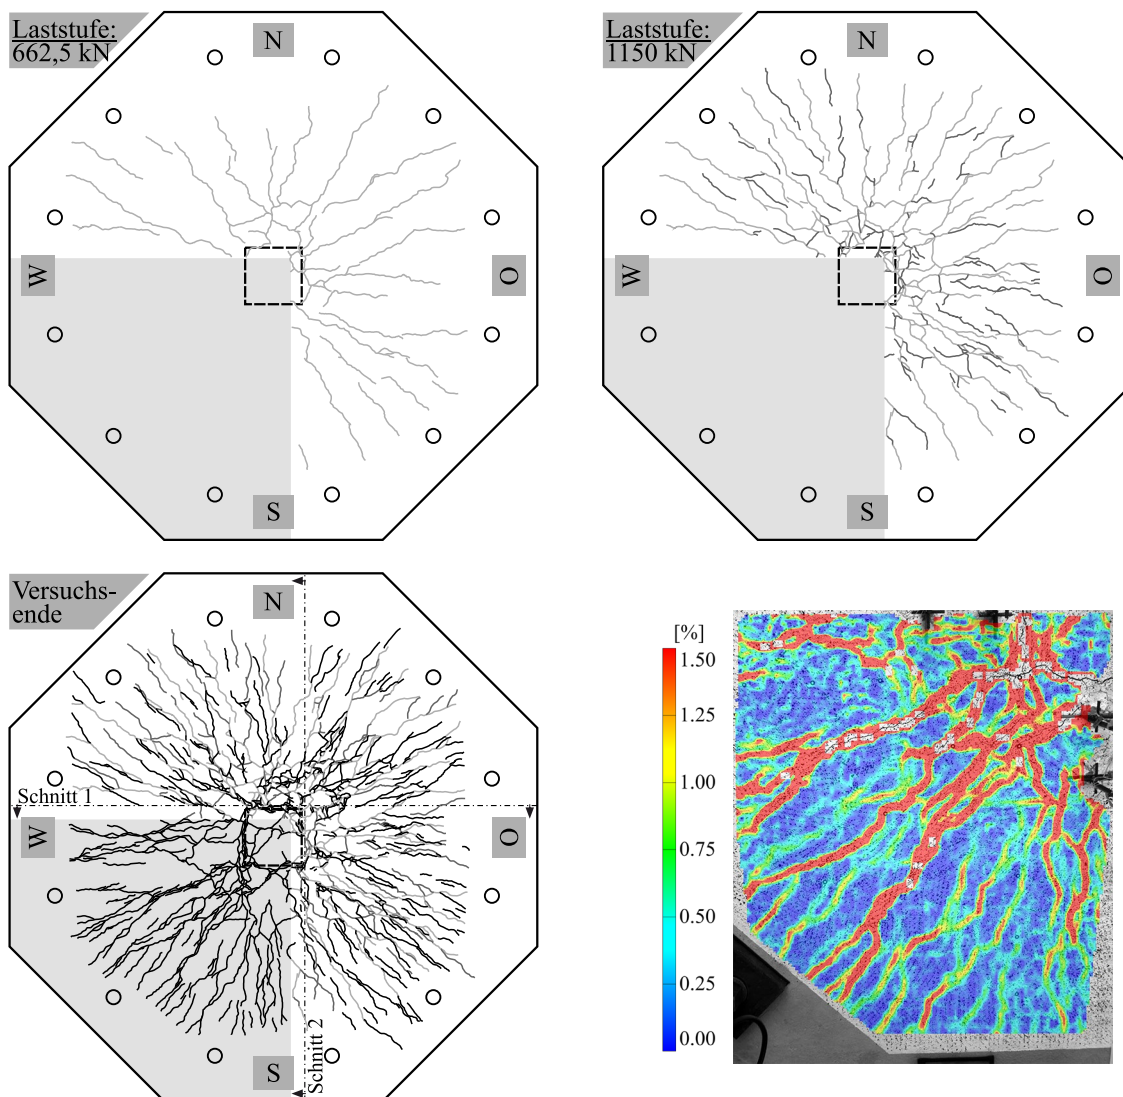 Laststufe:
662,5 kN
N
W
O
S
Laststufe:
1150 kN
N
W
O
S
Versuchs-
ende
N
Schnitt 1
W
O
S
Schnitt 2
[%]
1.50
1.25
1.00
0.75
0.50
0.25
0.00